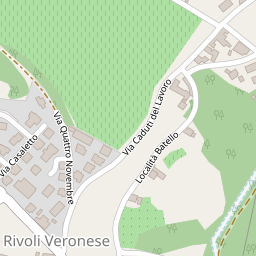 Via Caduti del Lavoro
Via Quattro Novembre
Via Casaletto
Località Batello
Rivoli Veronese